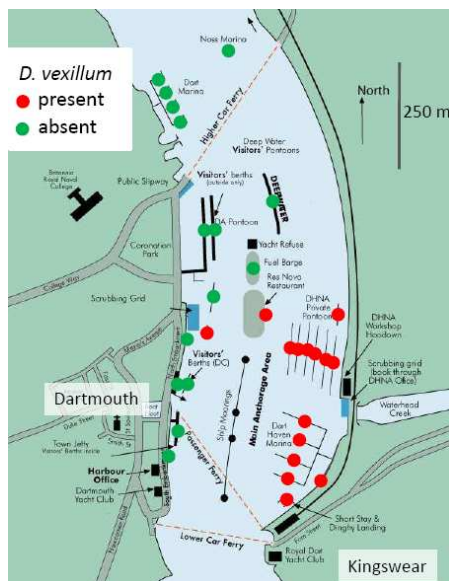 D. vexillum
present
absent
Noss Marina
Dart
Marina
Higher Car Ferry
North
250 m
Deep Water
Visitors' Pontoons
Britannia
Royal Naval
College
Public Slipway
Visitors' berths
(outside only)
DEEPWATER
DA Pontoon
Coronation
Park
College Way
Yacht Refuse
Fuel Barge
Res Nova
Restaurant
Scrubbing Grid
DHNA
Private
Pontoon
DHNA
Workshop
Hoodown
Visitors'
Berths (DC)
Scrubbing grid
(book through
DHNA Office)
Dartmouth
Ship Moorings
Main Anchorage Area
Waterhead
Creek
Dart
Haven
Marina
Town Jetty
Visitors' Berths inside
Passenger Ferry
Harbour
Office
Dartmouth
Yacht Club
Short Stay &
Dinghy Landing
Lower Car Ferry
Royal Dart
Yacht Club
Kingswear